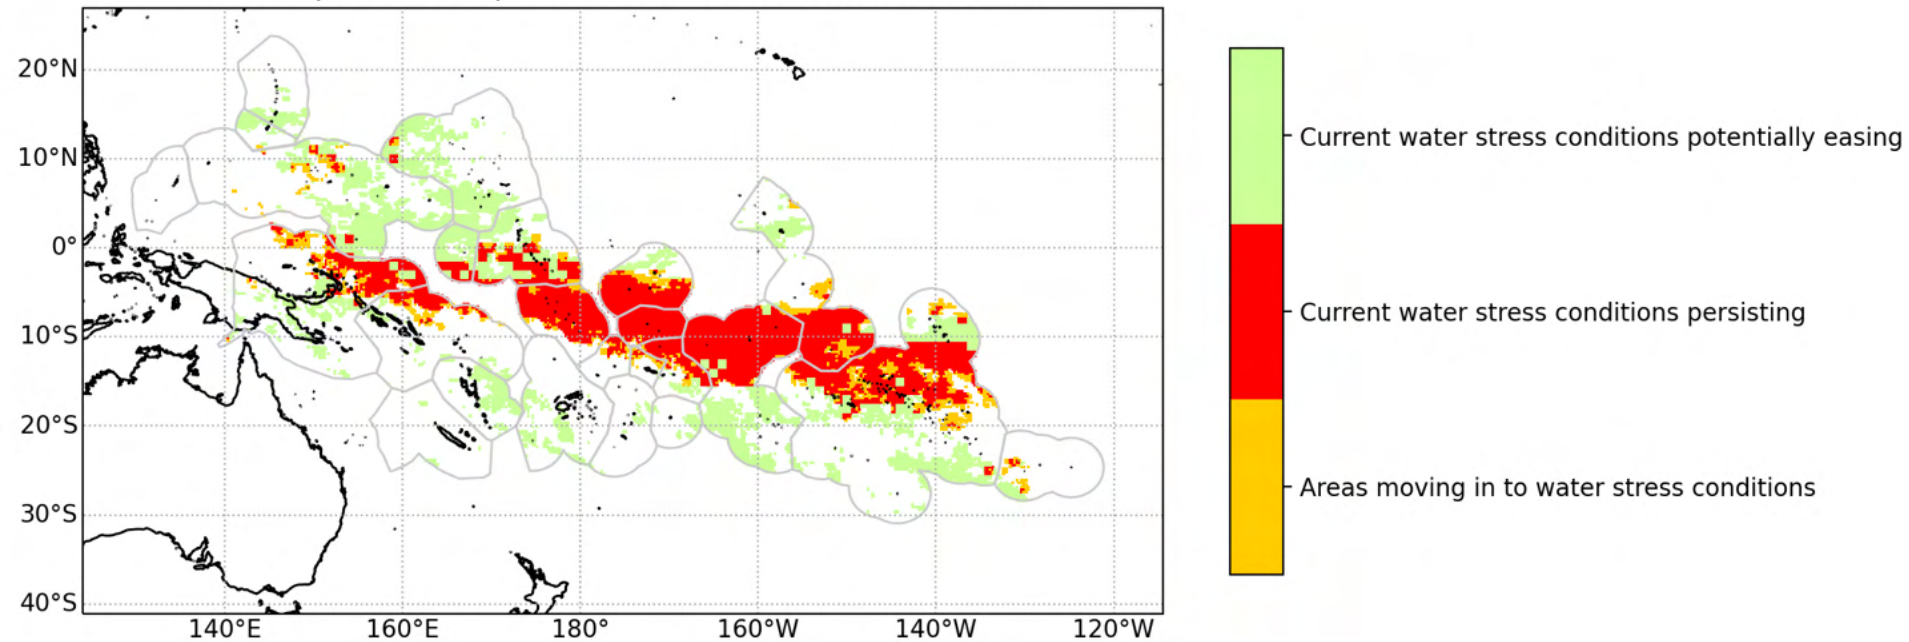 20°N
10°N
0°
10°S
20°S
30°S
40°S
140°E 160°E 180° 160°W 140°W 120°W
Current water stress conditions potentially easing
Current water stress conditions persisting
Areas moving in to water stress conditions